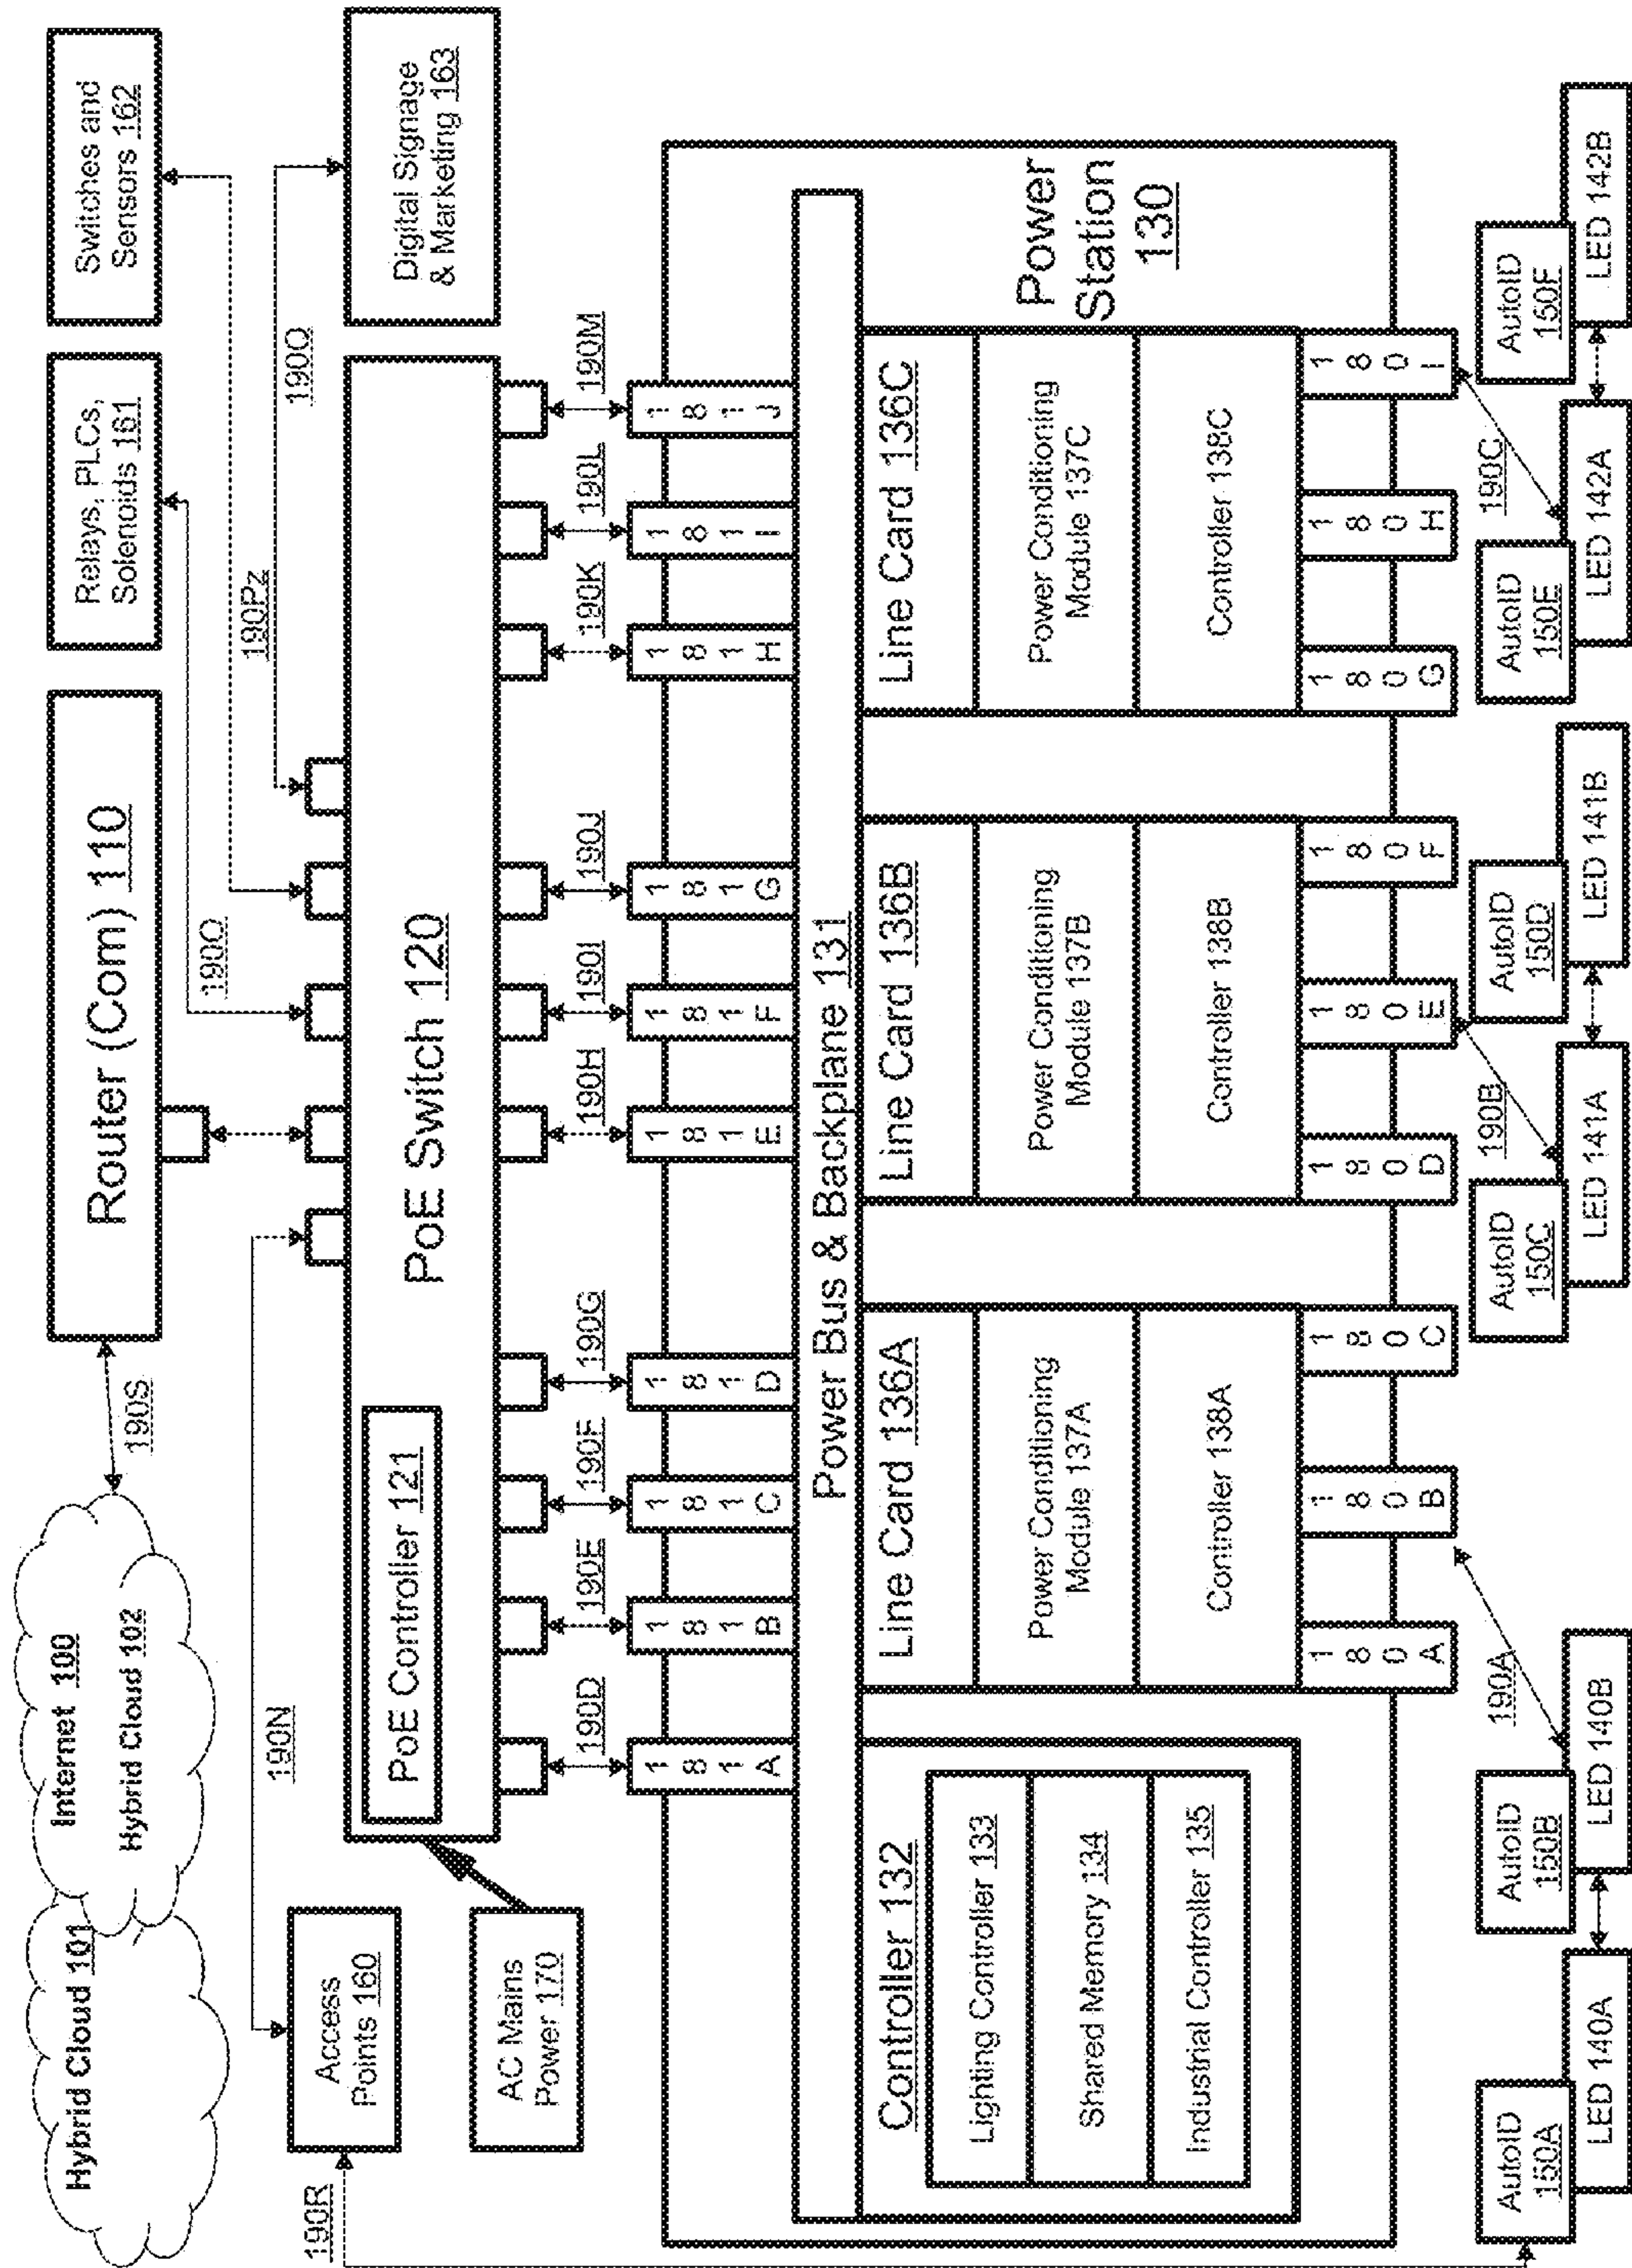 Hybrid Cloud 101
Internet 100
Hybrid Cloud 102
190S
Router (Com) 110
Relays, PLCs,
Solenoids 161
Switches and
Sensors 162
190N
190O
190Pz
190Q
Access
Points 160
190R
AC Mains
Power 170
PoE Controller 121
PoE Switch 120
Digital Signage
& Marketing 163
190D
190E
190F
190G
190H
190I
190J
190K
190L
190M
181A
181B
181C
181D
181E
181F
181G
181H
181I
181J
Power Bus & Backplane 131
Power
Station
130
Controller 132
Lighting Controller 133
Shared Memory 134
Industrial Controller 135
Line Card 136A
Power Conditioning
Module 137A
Controller 138A
Line Card 136B
Power Conditioning
Module 137B
Controller 138B
Line Card 136C
Power Conditioning
Module 137C
Controller 138C
180A
180B
180C
180D
180E
180F
180G
180H
180I
190A
190B
190C
AutoID
150A
LED 140A
AutoID
150B
LED 140B
AutoID
150C
LED 141A
AutoID
150D
LED 141B
AutoID
150E
LED 142A
AutoID
150F
LED 142B